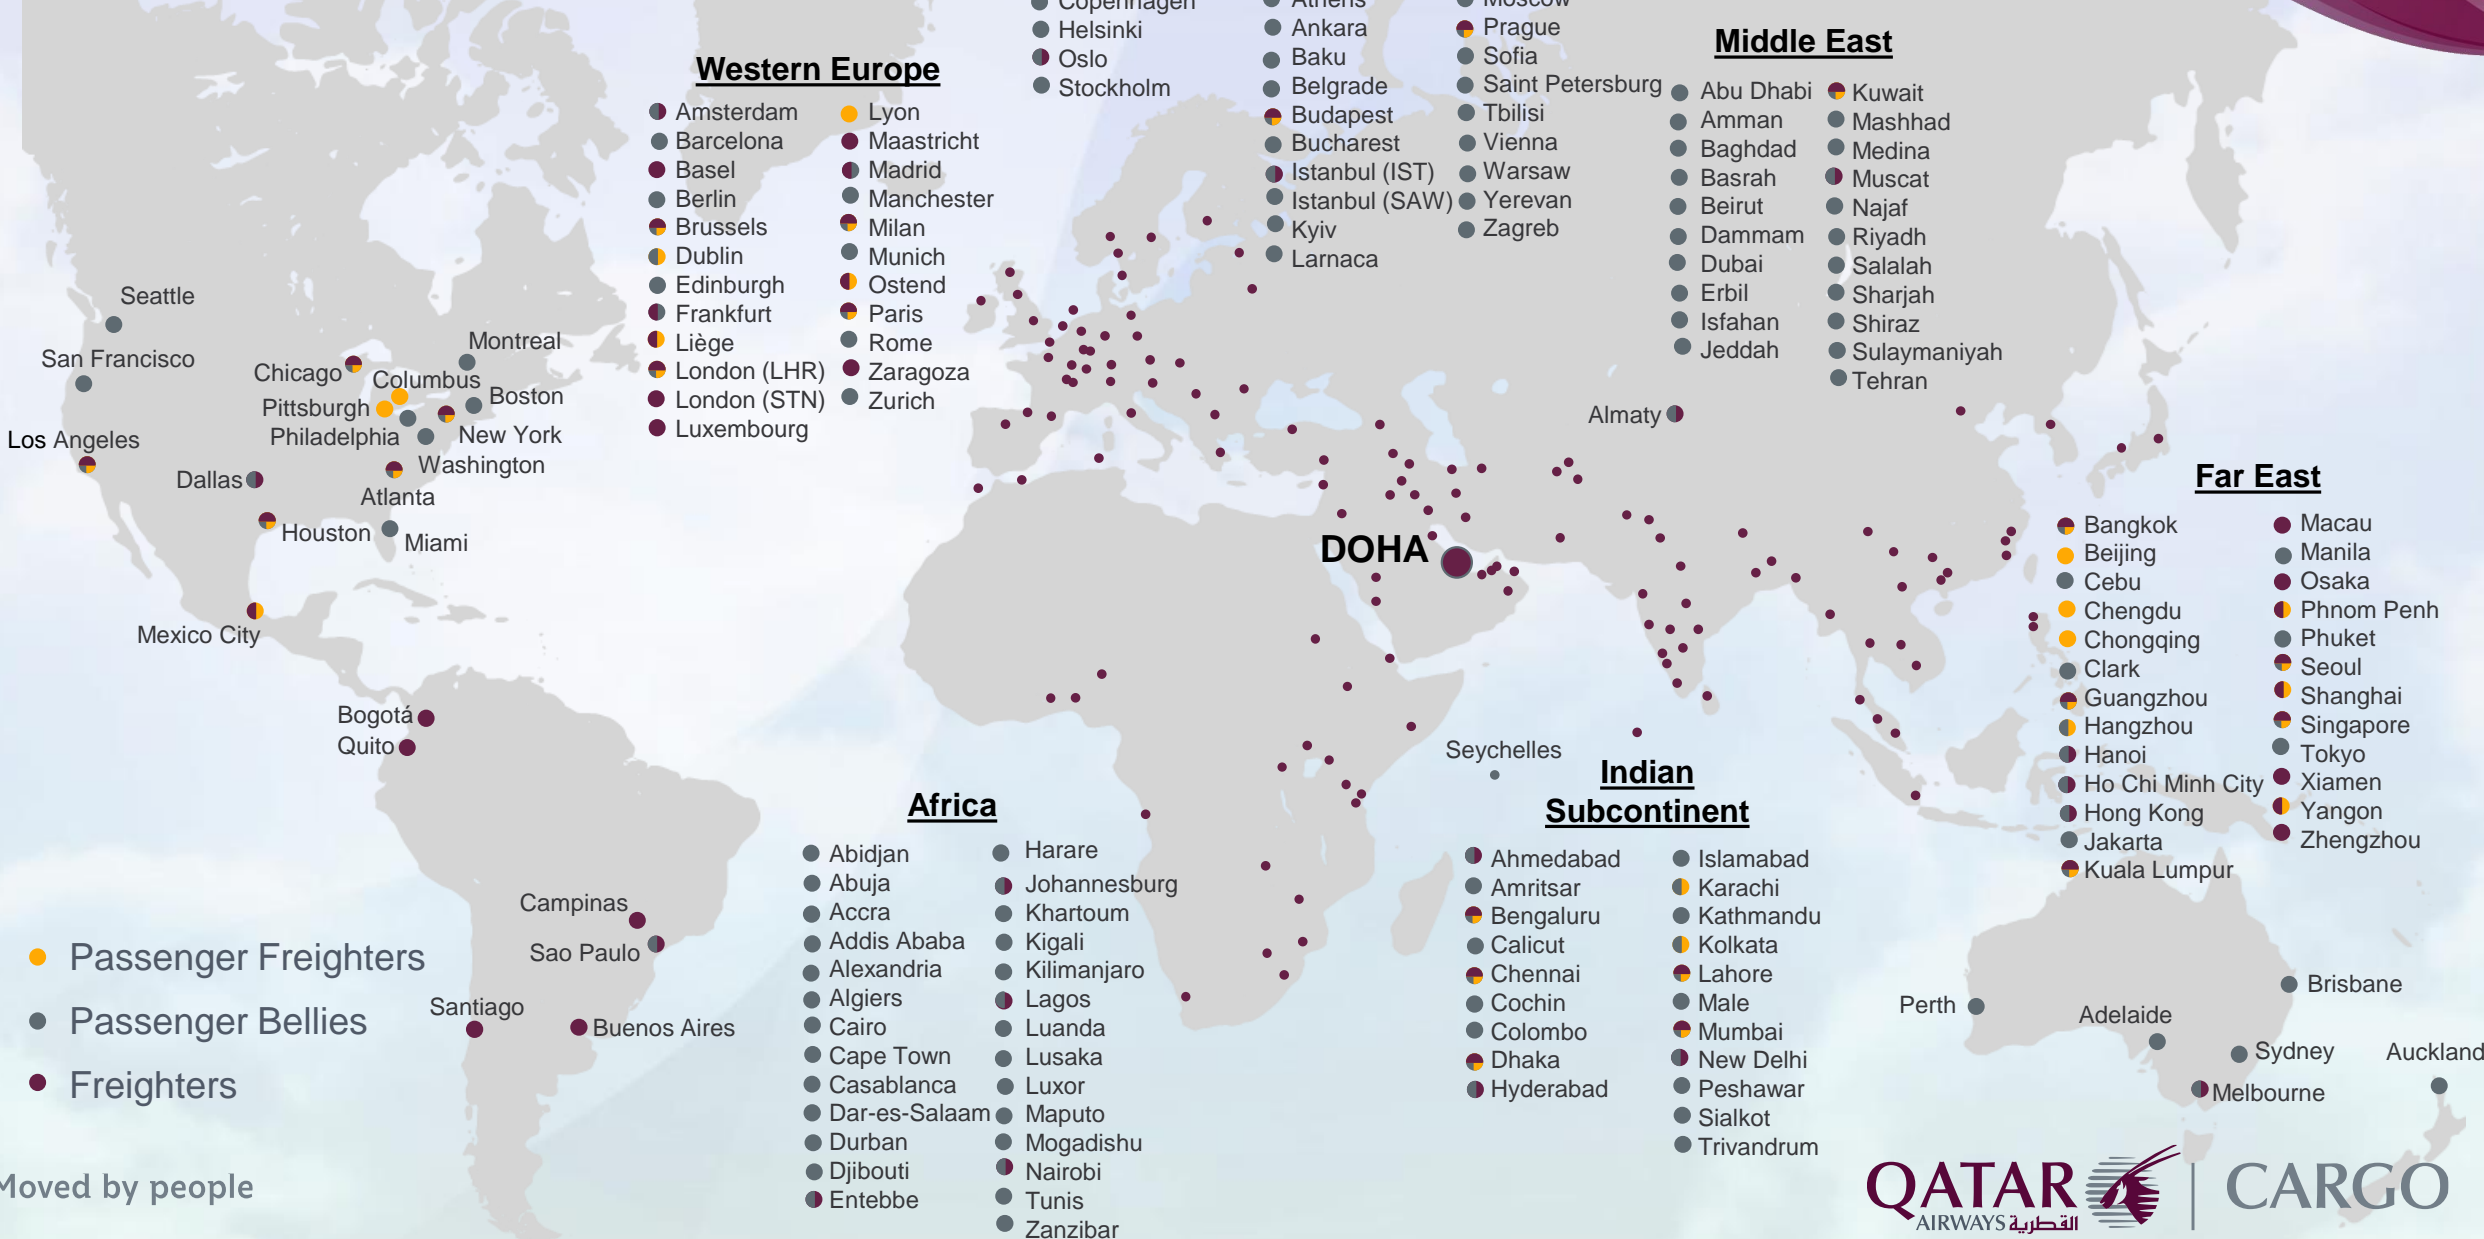 Copenhagen
Helsinki
Oslo
Stockholm
Athens
Ankara
Baku
Belgrade
Budapest
Bucharest
Istanbul (IST)
Istanbul (SAW)
Kyiv
Larnaca
Moscow
Prague
Sofia
Saint Petersburg
Tbilisi
Vienna
Warsaw
Yerevan
Zagreb
Middle East
Abu Dhabi
Amman
Baghdad
Basrah
Beirut
Dammam
Dubai
Erbil
Isfahan
Jeddah
Kuwait
Mashhad
Medina
Muscat
Najaf
Riyadh
Salalah
Sharjah
Shiraz
Sulaymaniyah
Tehran
Western Europe
Amsterdam
Barcelona
Basel
Berlin
Brussels
Dublin
Edinburgh
Frankfurt
Liège
London (LHR)
London (STN)
Luxembourg
Lyon
Maastricht
Madrid
Manchester
Milan
Munich
Ostend
Paris
Rome
Zaragoza
Zurich
Seattle
San Francisco
Los Angeles
Chicago
Columbus
Pittsburgh
Philadelphia
Montreal
Boston
New York
Washington
Dallas
Atlanta
Houston
Miami
Mexico City
Bogotá
Quito
Campinas
Sao Paulo
Santiago
Buenos Aires
Almaty
DOHA
Seychelles
Far East
Bangkok
Beijing
Cebu
Chengdu
Chongqing
Clark
Guangzhou
Hangzhou
Hanoi
Ho Chi Minh City
Hong Kong
Jakarta
Kuala Lumpur
Macau
Manila
Osaka
Phnom Penh
Phuket
Seoul
Shanghai
Singapore
Tokyo
Xiamen
Yangon
Zhengzhou
Africa
Abidjan
Abuja
Accra
Addis Ababa
Alexandria
Algiers
Cairo
Cape Town
Casablanca
Dar-es-Salaam
Durban
Djibouti
Entebbe
Harare
Johannesburg
Khartoum
Kigali
Kilimanjaro
Lagos
Luanda
Lusaka
Luxor
Maputo
Mogadishu
Nairobi
Tunis
Zanzibar
Indian
Subcontinent
Ahmedabad
Amritsar
Bengaluru
Calicut
Chennai
Cochin
Colombo
Dhaka
Hyderabad
Islamabad
Karachi
Kathmandu
Kolkata
Lahore
Male
Mumbai
New Delhi
Peshawar
Sialkot
Trivandrum
Perth
Adelaide
Brisbane
Sydney
Melbourne
Auckland
Passenger Freighters
Passenger Bellies
Freighters
Moved by people
QATAR
AIRWAYS القطرية
CARGO